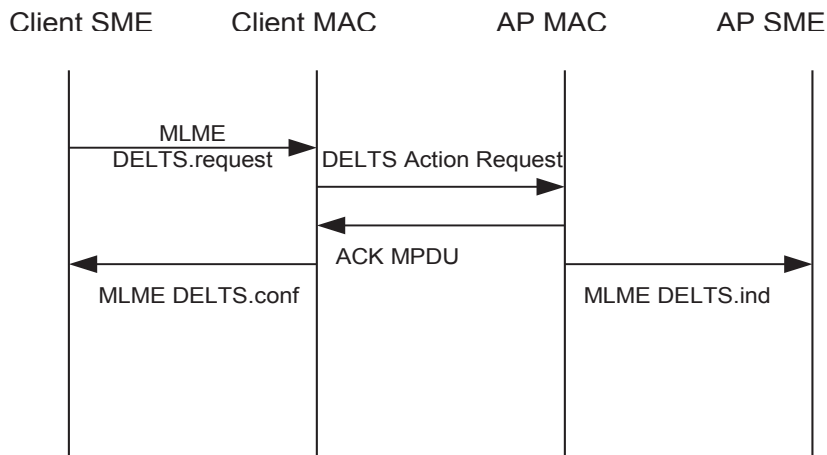 Client SME
Client MAC
AP MAC
AP SME
MLME
DELTS.request
DELTS Action Request
ACK MPDU
MLME DELTS.conf
MLME DELTS.ind